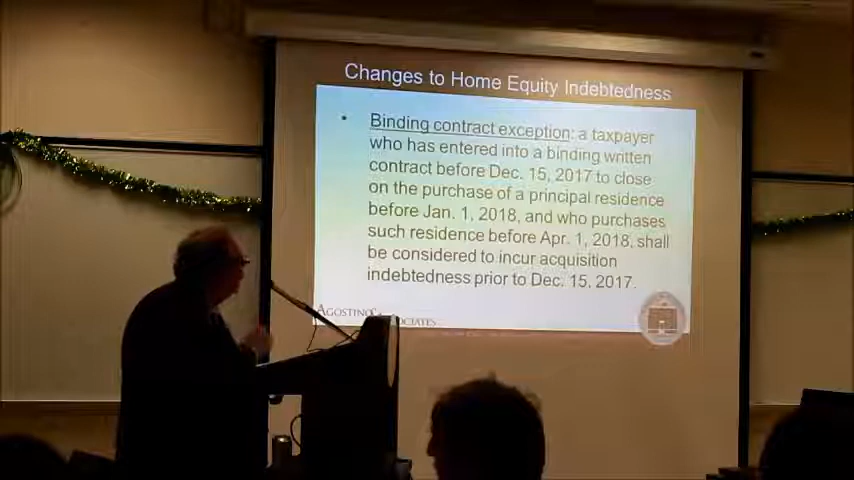 Changes to Home Equity Indebtedness
• Binding contract exception: a taxpayer
who has entered into a binding written
contract before Dec. 15, 2017 to close
on the purchase of a principal residence
before Jan. 1, 2018, and who purchases
such residence before Apr. 1, 2018, shall
be considered to incur acquisition
indebtedness prior to Dec. 15, 2017.
AGOSTINO